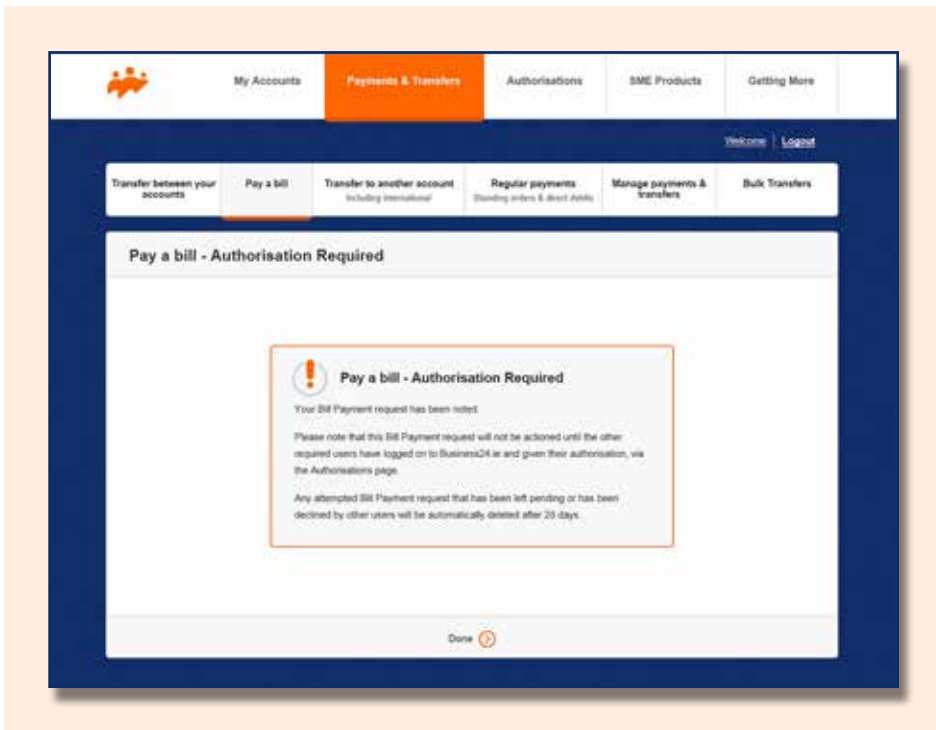 My Accounts
Payments & Transfers
Authorisations
SME Products
Getting More
Welcome | Logout
Transfer between your
accounts
Pay a bill
Transfer to another account
Including international
Regular payments
Standing orders & direct debits
Manage payments &
transfers
Bulk Transfers
Pay a bill - Authorisation Required
Pay a bill - Authorisation Required
Your Bill Payment request has been noted.
Please note that this Bill Payment request will not be actioned until the other
required users have logged on to Business24.ie and given their authorisation, via
the Authorisations page.
Any attempted Bill Payment request that has been left pending or has been
declined by other users will be automatically deleted after 28 days.
Done